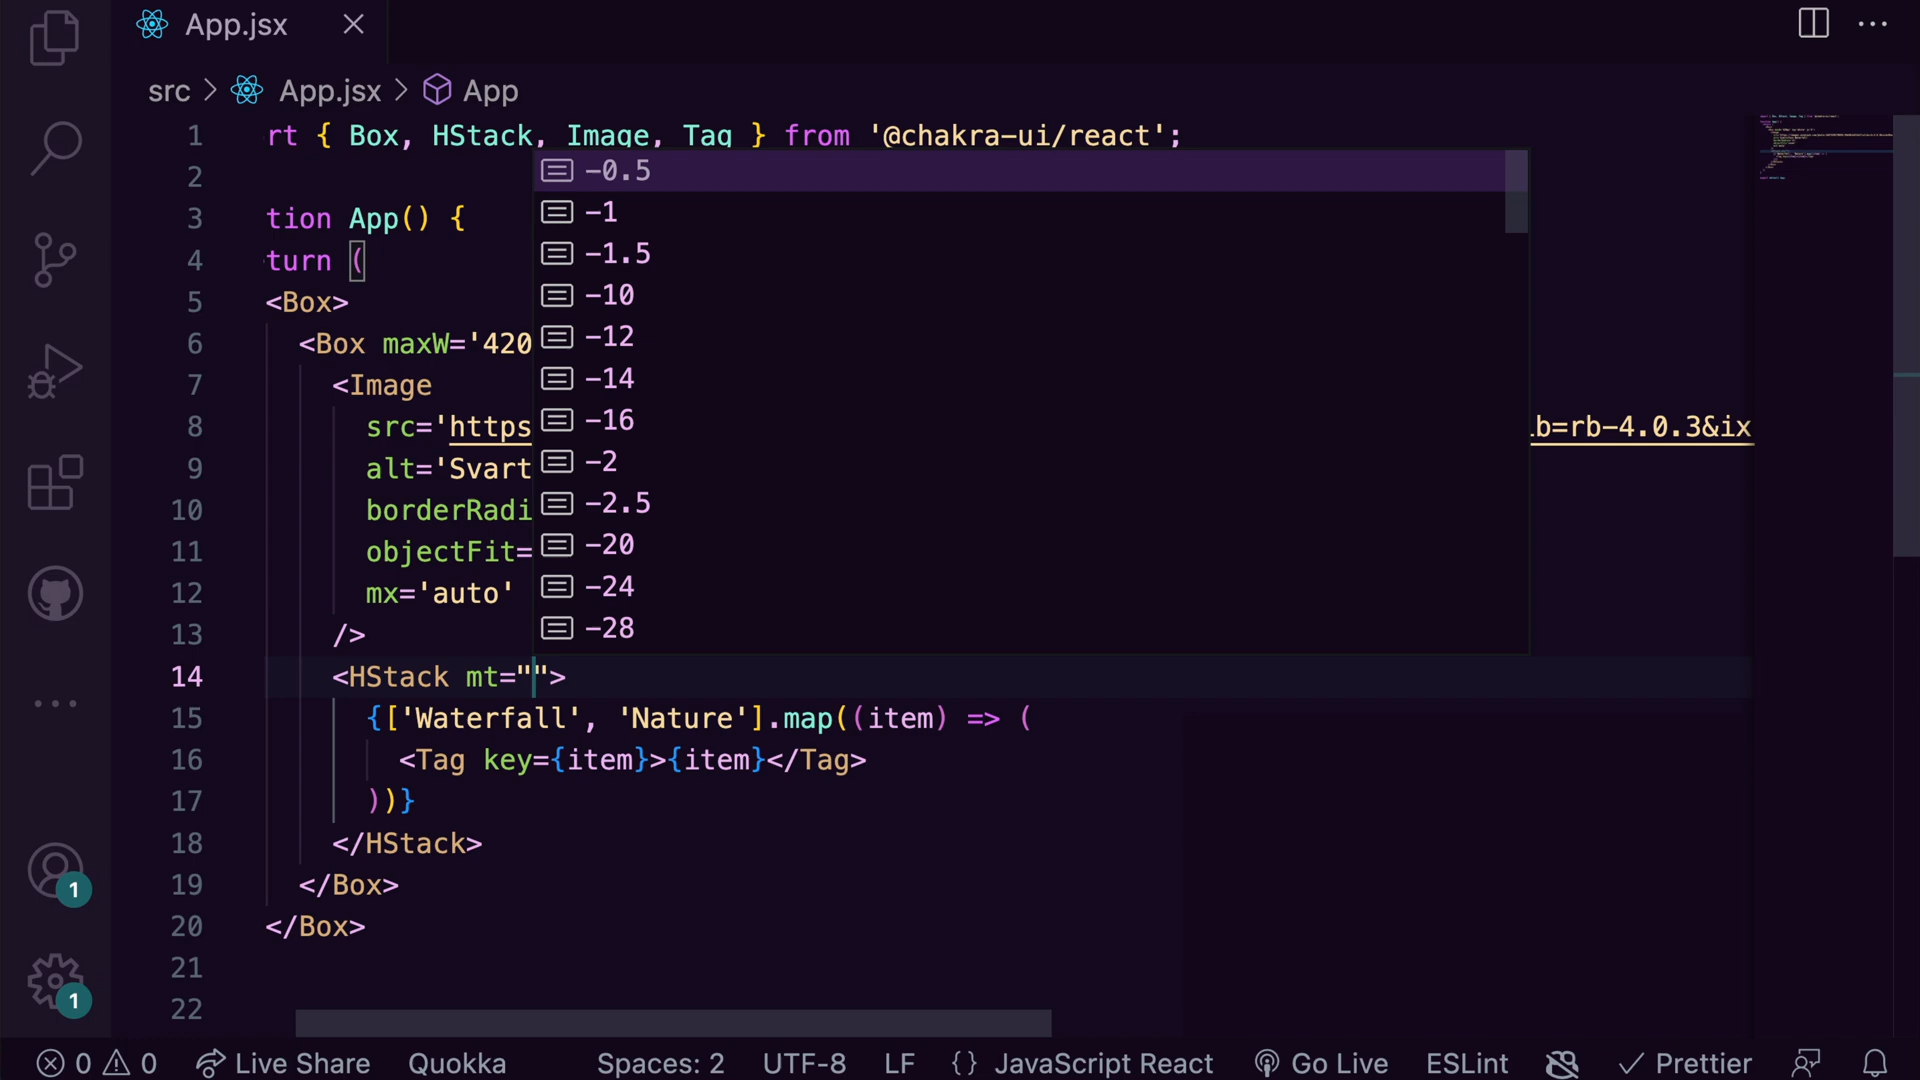 App.jsx
src > App.jsx > App
1 rt { Box, HStack, Image, Tag } from '@chakra-ui/react';
2
3 tion App() {
4 turn (
5 <Box>
6 <Box maxW='420
7 <Image
8 src='https lb=rb-4.0.3&ix
9 alt='Svart
10 borderRadi
11 objectFit=
12 mx='auto'
13 />
14 <HStack mt="">
15 {['Waterfall', 'Nature'].map((item) => (
16 <Tag key={item}>{item}</Tag>
17 ))}
18 </HStack>
19 </Box>
20 </Box>
21
22
-0.5
-1
-1.5
-10
-12
-14
-16
-2
-2.5
-20
-24
-28
1
1
0 0 Live Share Quokka Spaces: 2 UTF-8 LF {} JavaScript React Go Live ESLint Prettier